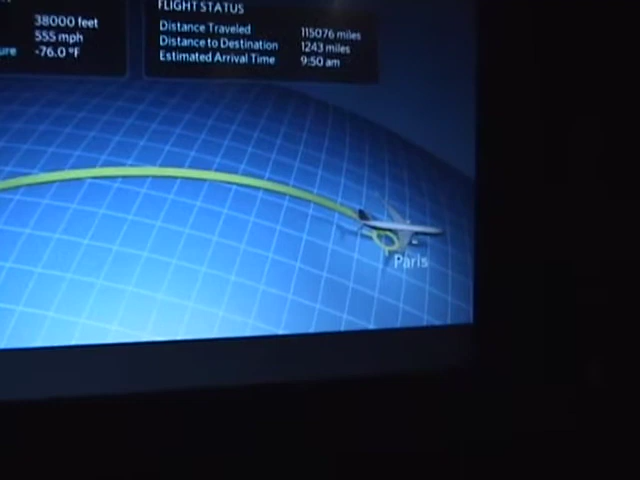 38000 feet
555 mph
-76.0 °F
FLIGHT STATUS
Distance Traveled 115076 miles
Distance to Destination 1243 miles
Estimated Arrival Time 9:50 am
Paris